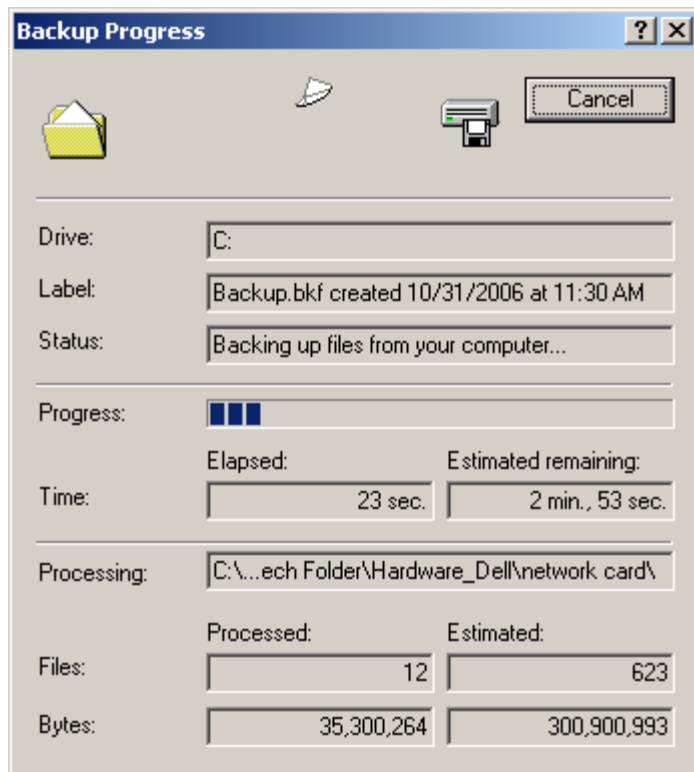 Backup Progress
Cancel
Drive: C:
Label: Backup.bkf created 10/31/2006 at 11:30 AM
Status: Backing up files from your computer...
Progress:
Elapsed: Estimated remaining:
Time: 23 sec. 2 min., 53 sec.
Processing: C:\...ech Folder\Hardware_Dell\network card\
Processed: Estimated:
Files: 12 623
Bytes: 35,300,264 300,900,993